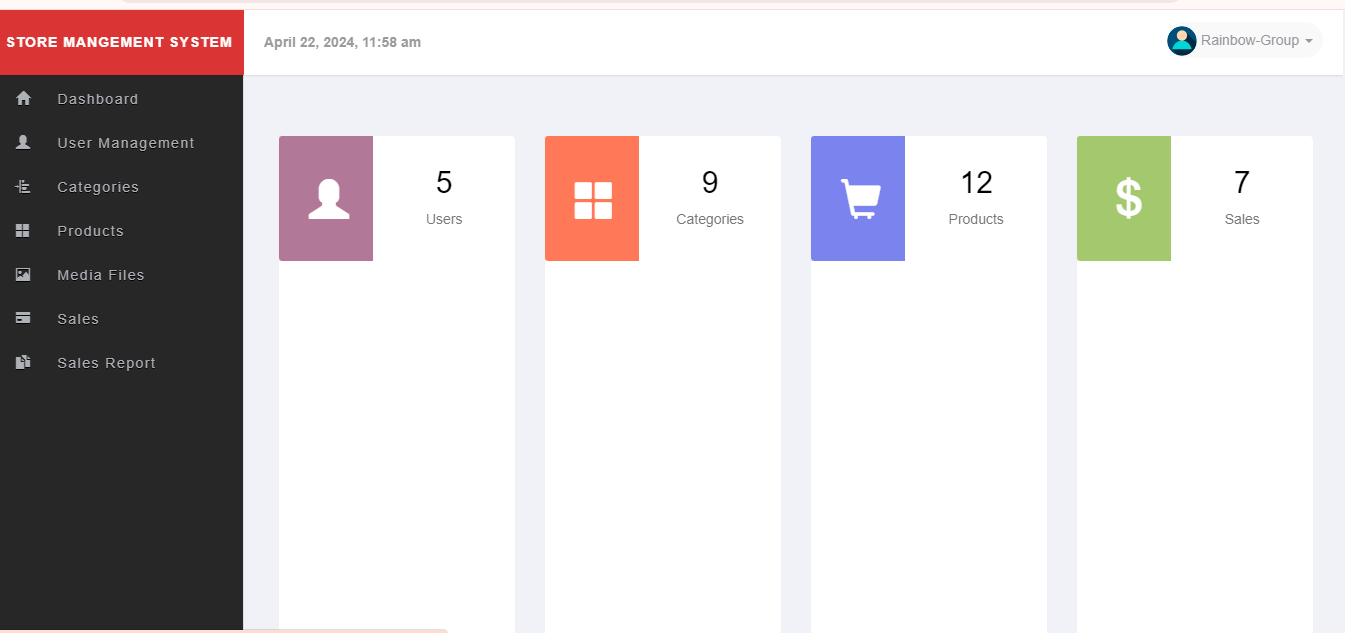 STORE MANGEMENT SYSTEM
April 22, 2024, 11:58 am
Rainbow-Group
Dashboard
User Management
Categories
Products
Media Files
Sales
Sales Report
5
Users
9
Categories
12
Products
$
7
Sales